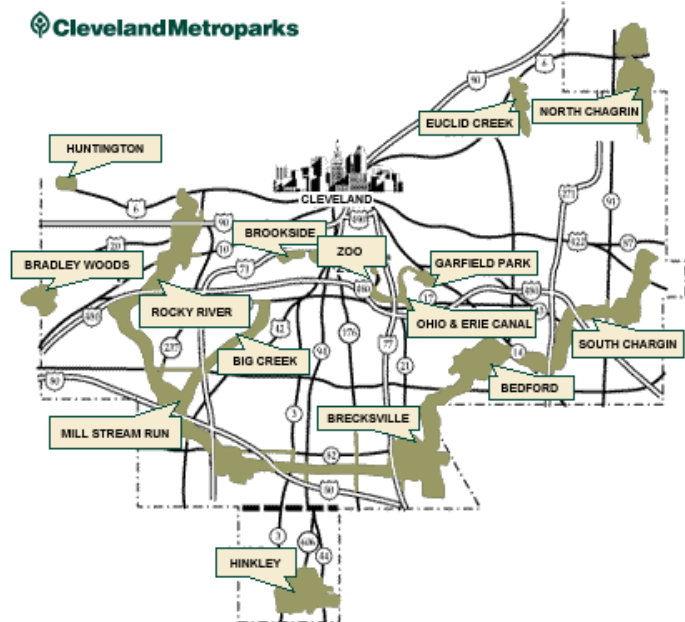 ClevelandMetroparks
90
6
EUCLID CREEK
NORTH CHAGRIN
HUNTINGTON
CLEVELAND
271
91
6
90
490
20
10
BROOKSIDE
ZOO
422
87
BRADLEY WOODS
71
GARFIELD PARK
480
480
17
480
43
ROCKY RIVER
OHIO & ERIE CANAL
SOUTH CHARGIN
42
176
237
94
77
21
14
BIG CREEK
BEDFORD
80
3
BRECKSVILLE
MILL STREAM RUN
82
80
3
606
44
HINKLEY